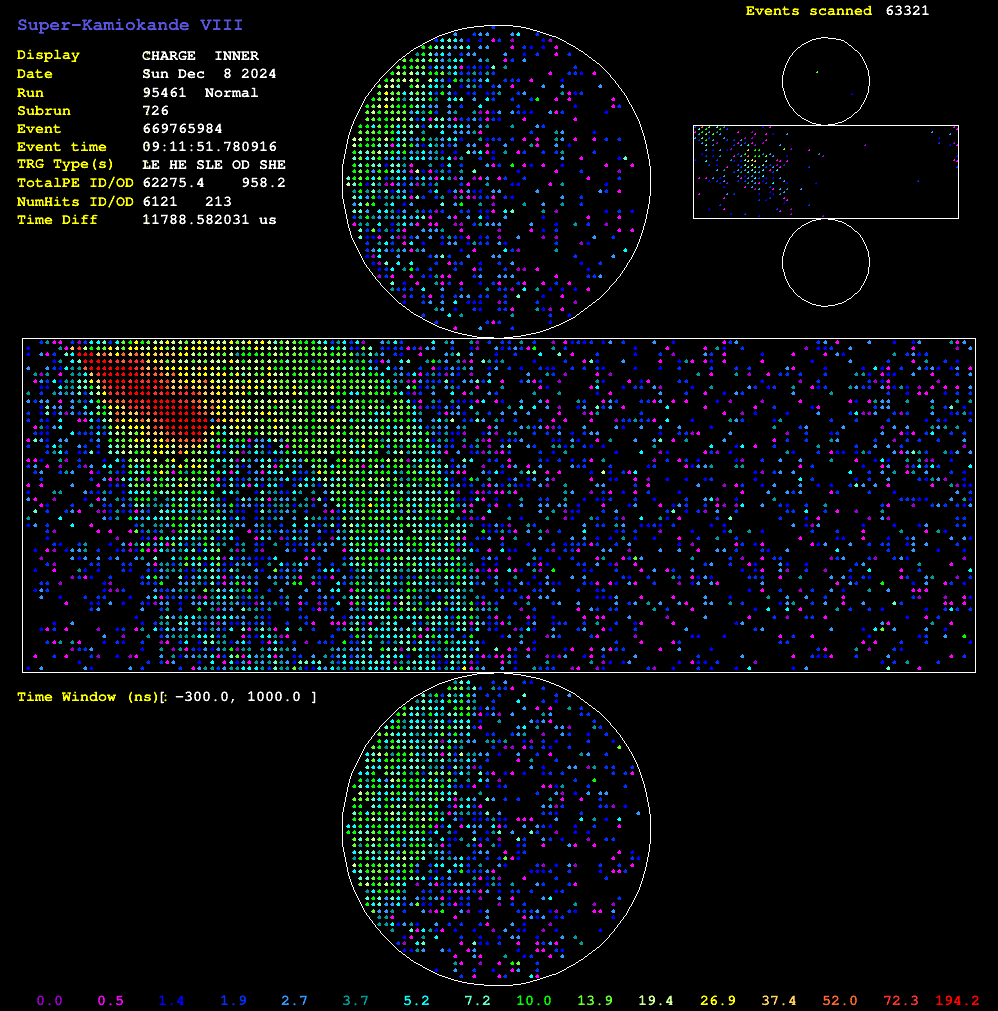 Super-Kamiokande VIII
Events scanned 63321
Display CHARGE INNER
Date Sun Dec 8 2024
Run 95461 Normal
Subrun 726
Event 669765984
Event time 09:11:51.780916
TRG Type(s) LE HE SLE OD SHE
TotalPE ID/OD 62275.4 958.2
NumHits ID/OD 6121 213
Time Diff 11788.582031 us
Time Window (ns)[: −300.0, 1000.0 ]
0.0 0.5 1.4 1.9 2.7 3.7 5.2 7.2 10.0 13.9 19.4 26.9 37.4 52.0 72.3 194.2